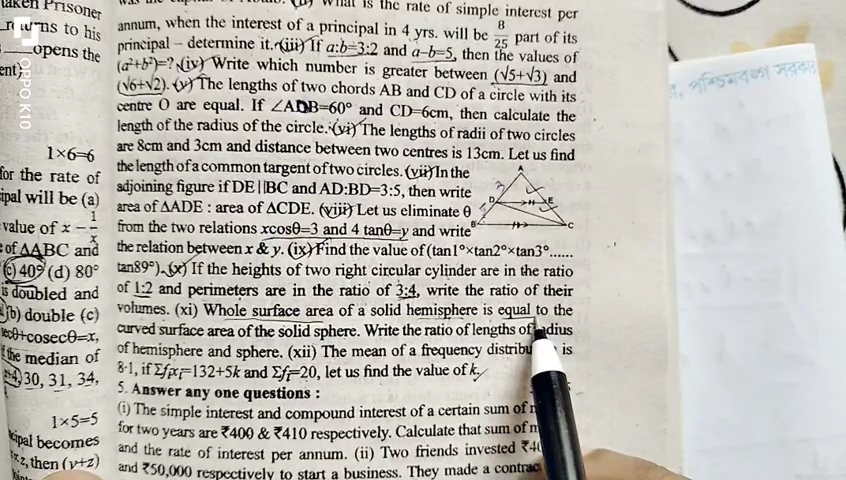 taken Prisoner
returns to his
opens the
ent)
1×6=6
for the rate of
ipal will be (a)
value of x − 1/x
of ΔABC and
(c) 40° (d) 80°
is doubled and
(b) double (c)
secθ+cosecθ=x,
the median of
30, 31, 34,
1×5=5
cipal becomes
then (y+z)
What is the rate of simple interest per
annum, when the interest of a principal in 4 yrs. will be 8/25 part of its
principal – determine it. (iii) If a:b=3:2 and a–b=5, then the values of
(a²+b²)=? (iv) Write which number is greater between (√5+√3) and
(√6+√2). (v) The lengths of two chords AB and CD of a circle with its
centre O are equal. If ∠AOB=60° and CD=6cm, then calculate the
length of the radius of the circle. (vi) The lengths of radii of two circles
are 8cm and 3cm and distance between two centres is 13cm. Let us find
the length of a common targent of two circles. (vii) In the
adjoining figure if DE||BC and AD:BD=3:5, then write
area of ΔADE : area of ΔCDE. (viii) Let us eliminate θ
from the two relations xcosθ=3 and 4 tanθ=y and write
the relation between x & y. (ix) Find the value of (tan1°×tan2°×tan3°......
tan89°). (x) If the heights of two right circular cylinder are in the ratio
of 1:2 and perimeters are in the ratio of 3:4, write the ratio of their
volumes. (xi) Whole surface area of a solid hemisphere is equal to the
curved surface area of the solid sphere. Write the ratio of lengths of radius
of hemisphere and sphere. (xii) The mean of a frequency is
8·1, if Σfᵢxᵢ=132+5k and Σfᵢ=20, let us find the value of k.
5. Answer any one questions :
(i) The simple interest and compound interest of a certain sum of
for two years are ₹400 & ₹410 respectively. Calculate that sum of
and the rate of interest per annum. (ii) Two friends invested
and ₹50,000 respectively to start a business. They made a
A
3
D
E
B
C
পশ্চিমবঙ্গ সরকার
OPPO K10